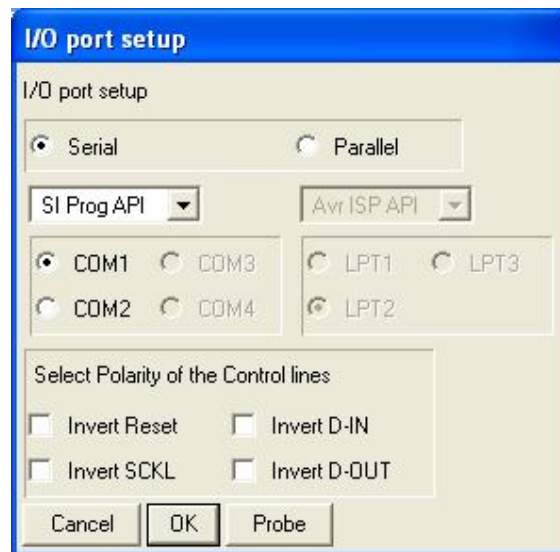 I/O port setup
I/O port setup
Serial Parallel
SI Prog API Avr ISP API
COM1 COM3 LPT1 LPT3
COM2 COM4 LPT2
Select Polarity of the Control lines
Invert Reset Invert D-IN
Invert SCKL Invert D-OUT
Cancel OK Probe